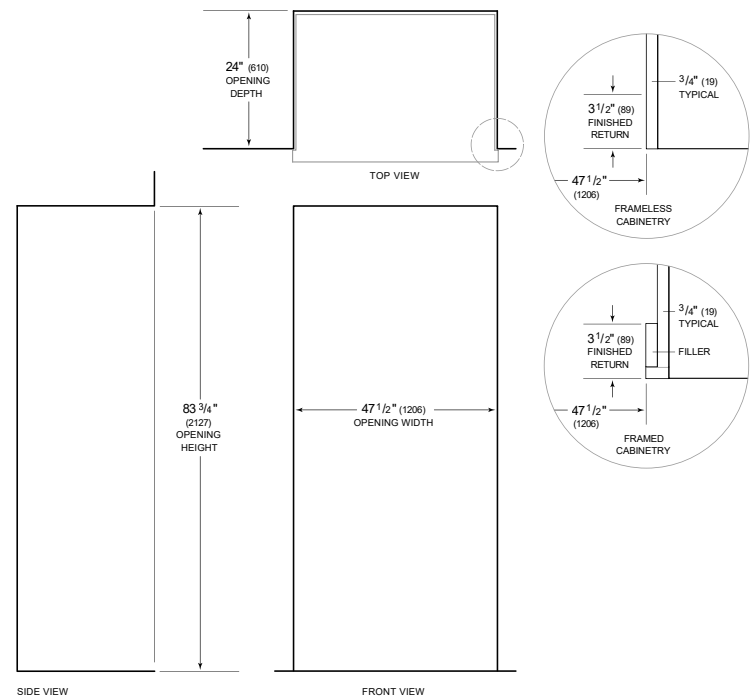 24" (610)
OPENING
DEPTH
TOP VIEW
3/4" (19)
TYPICAL
3 1/2" (89)
FINISHED
RETURN
47 1/2"
(1206)
FRAMELESS
CABINETRY
3/4" (19)
TYPICAL
3 1/2" (89)
FINISHED
RETURN
FILLER
47 1/2"
(1206)
FRAMED
CABINETRY
83 3/4"
(2127)
OPENING
HEIGHT
47 1/2" (1206)
OPENING WIDTH
SIDE VIEW
FRONT VIEW